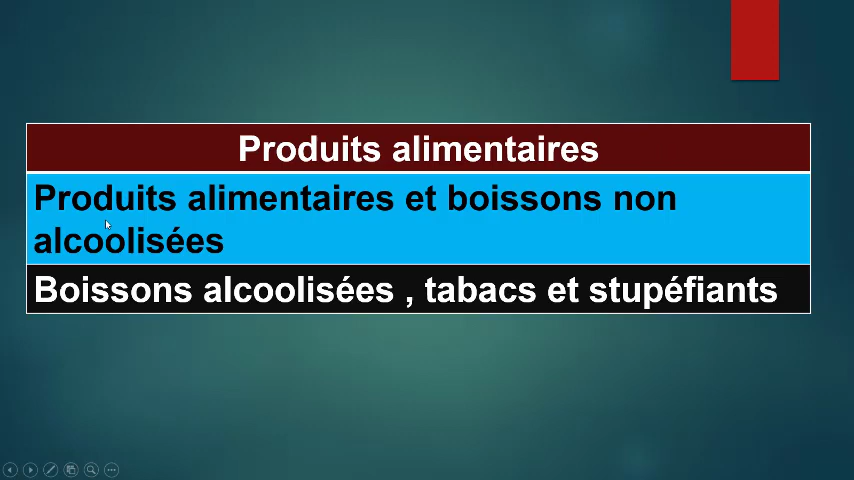 Produits alimentaires
Produits alimentaires et boissons non
alcoolisées
Boissons alcoolisées , tabacs et stupéfiants